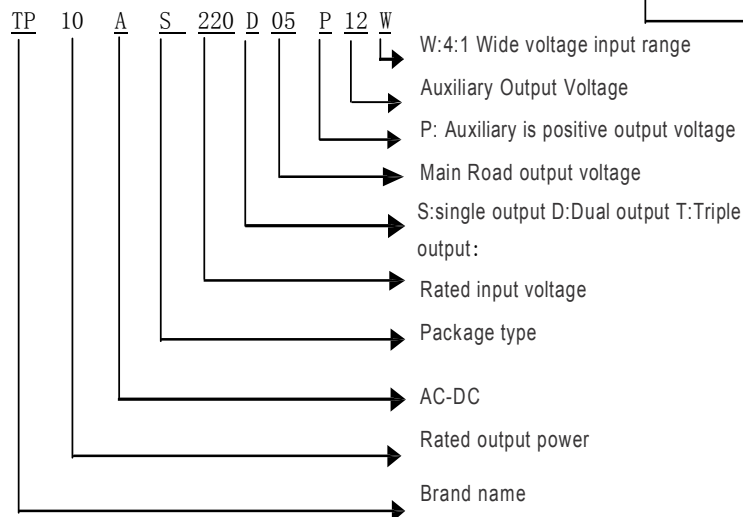 TP 10 A S 220 D 05 P 12 W
W:4:1 Wide voltage input range
Auxiliary Output Voltage
P: Auxiliary is positive output voltage
Main Road output voltage
S:single output D:Dual output T:Triple
output:
Rated input voltage
Package type
AC-DC
Rated output power
Brand name